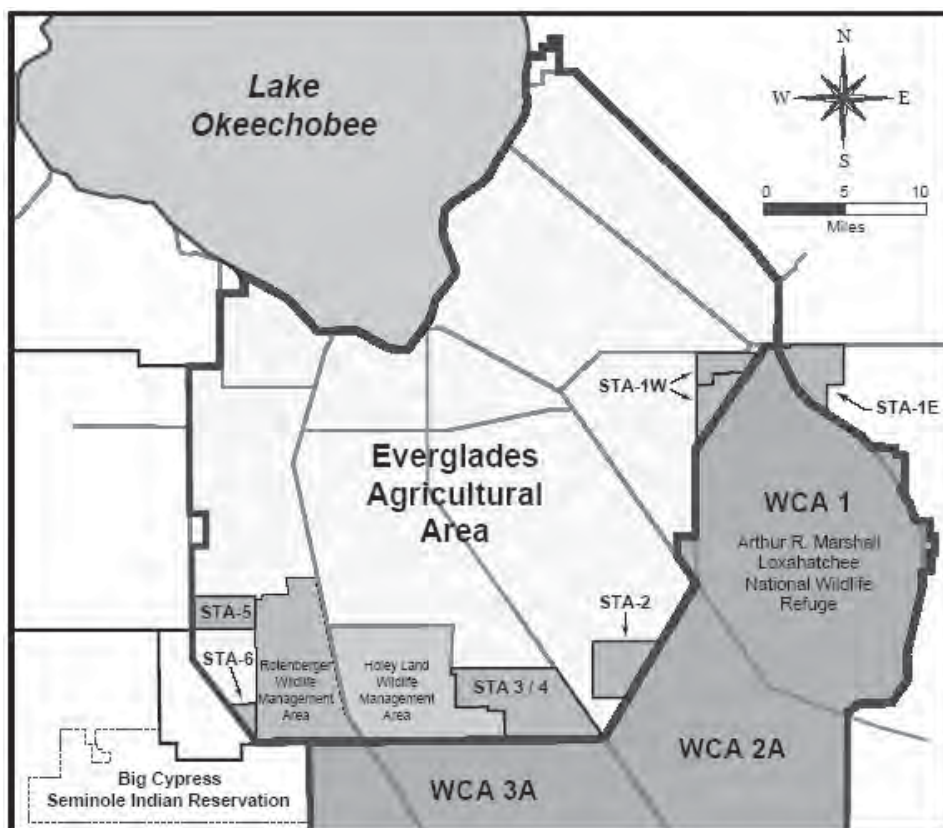 Lake
Okeechobee
N
W E
S
0 5 10
Miles
STA-1W
STA-1E
Everglades
Agricultural
Area
WCA 1
Arthur R. Marshall
Loxahatchee
National Wildlife
Refuge
STA-5
STA-2
STA-6
Rotenberger
Wildlife
Management
Area
Holey Land
Wildlife
Management
Area
STA 3 / 4
WCA 2A
WCA 3A
Big Cypress
Seminole Indian Reservation